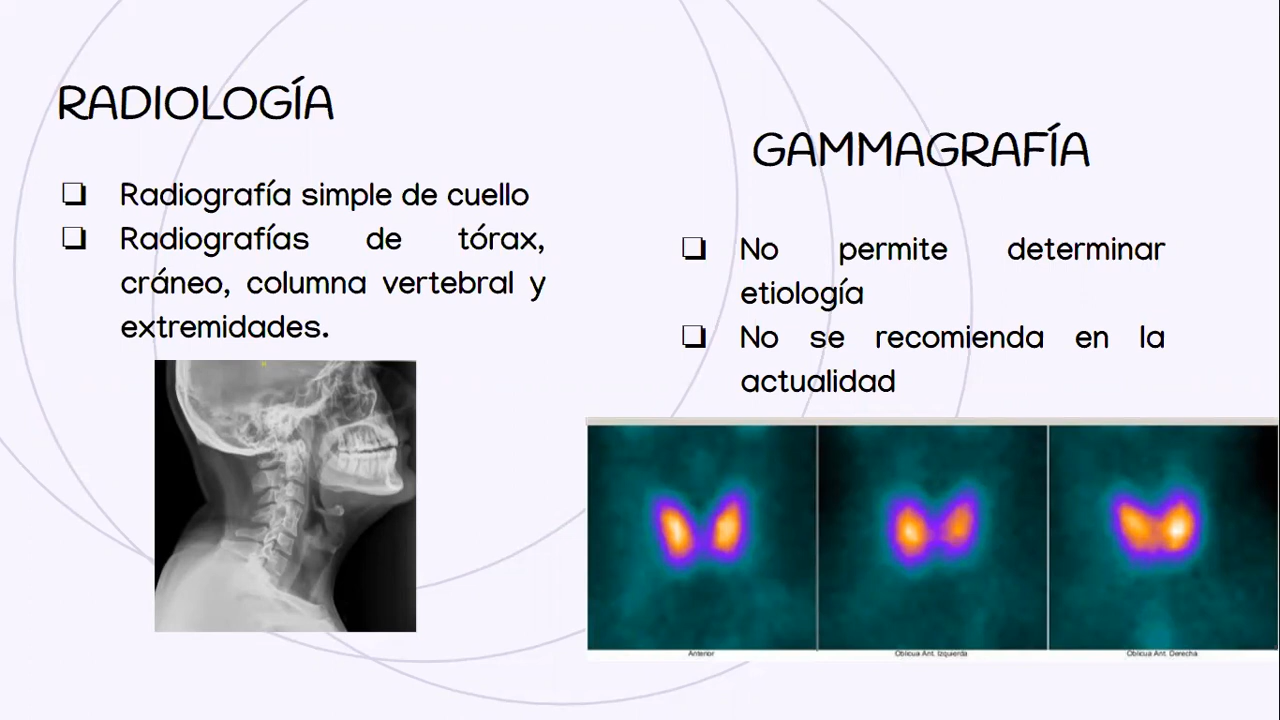 RADIOLOGÍA
❏ Radiografía simple de cuello
❏ Radiografías de tórax,
cráneo, columna vertebral y
extremidades.
GAMMAGRAFÍA
❏ No permite determinar
etiología
❏ No se recomienda en la
actualidad
Anterior
Oblicua Ant. Izquierda
Oblicua Ant. Derecha